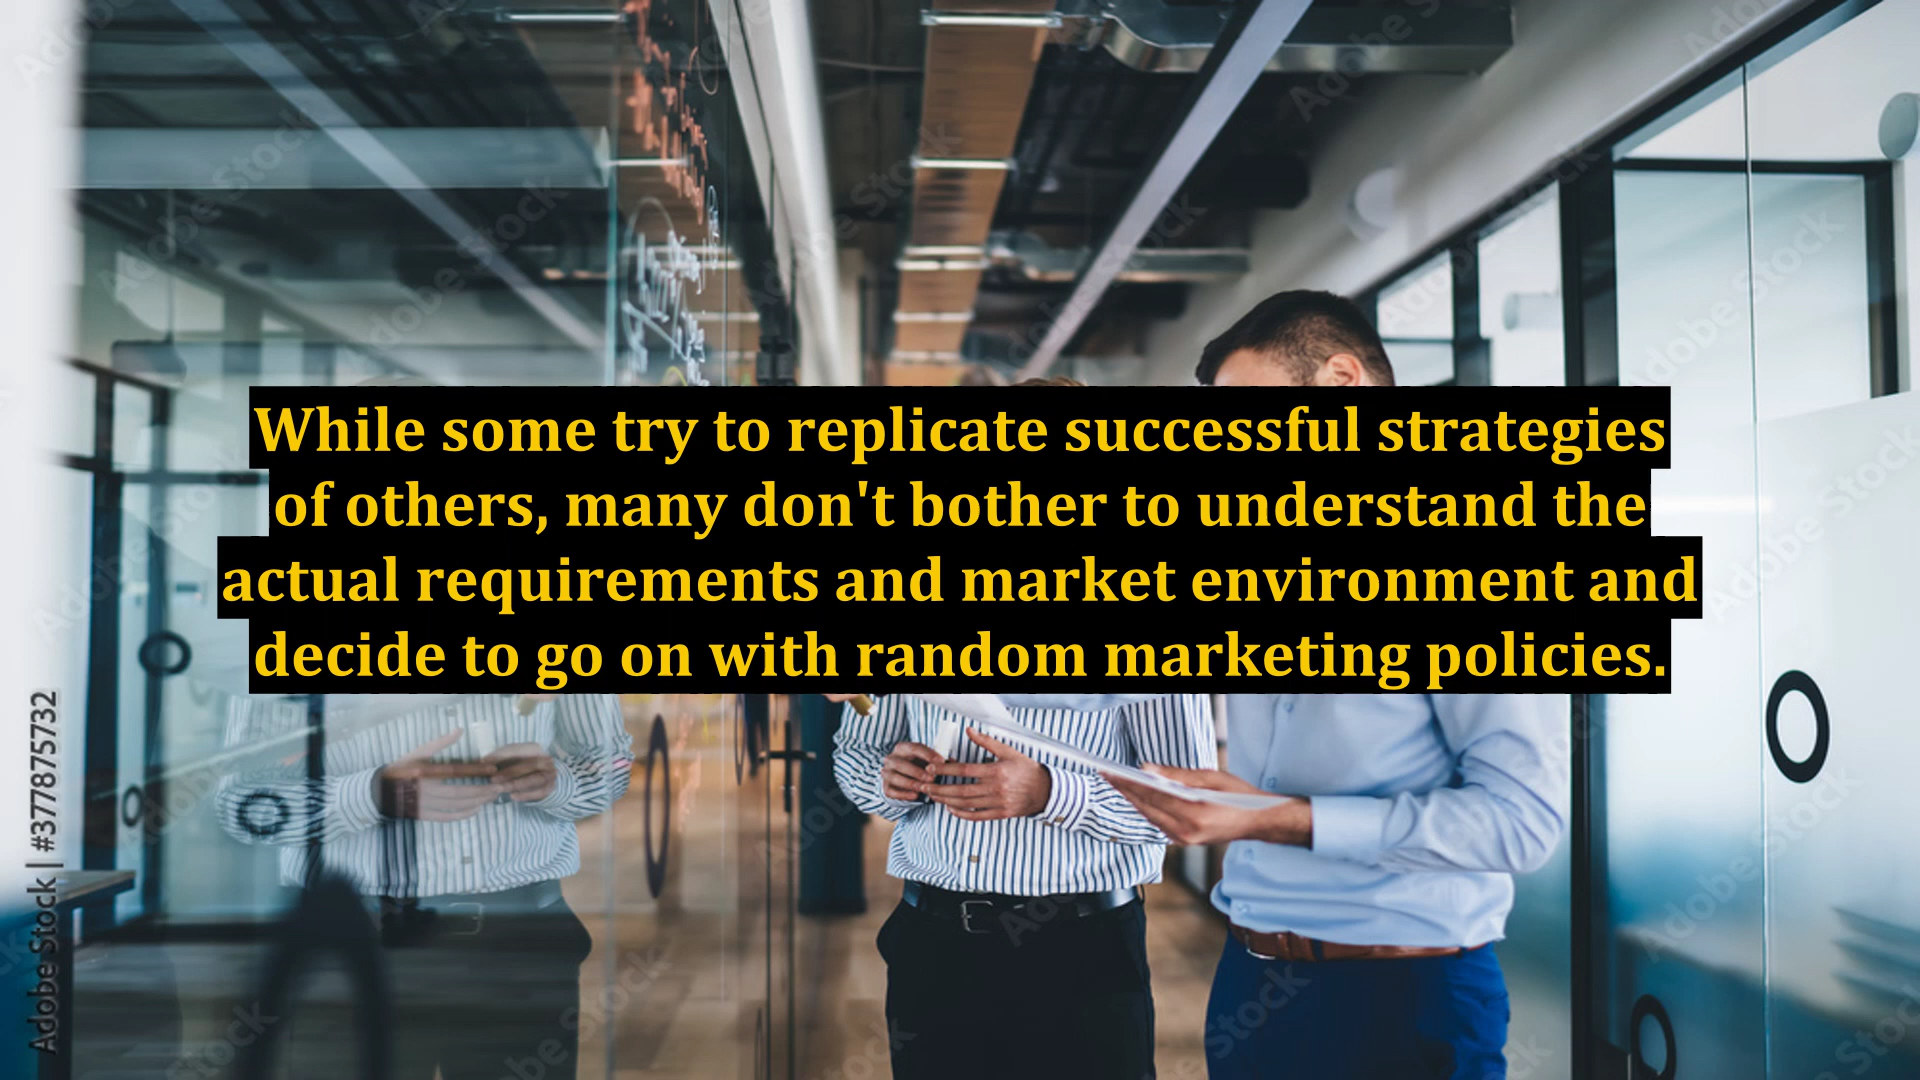 While some try to replicate successful strategies
of others, many don't bother to understand the
actual requirements and market environment and
decide to go on with random marketing policies.
Adobe Stock | #377875732